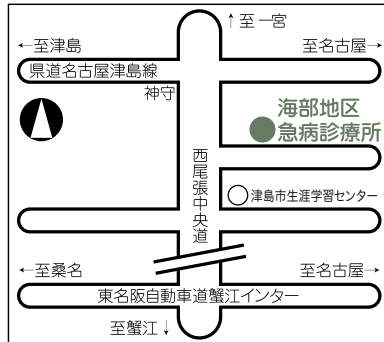 ↑至一宮
←至津島
至名古屋→
県道名古屋津島線
神守
海部地区
急病診療所
西尾張中央道
津島市生涯学習センター
←至桑名
至名古屋→
東名阪自動車道蟹江インター
至蟹江↓